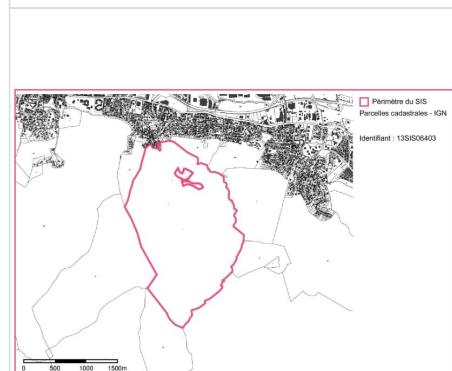 Périmètre du SIS
Parcelles cadastrales - IGN
Identifiant : 13SIS06403
0 500 1000 1500m